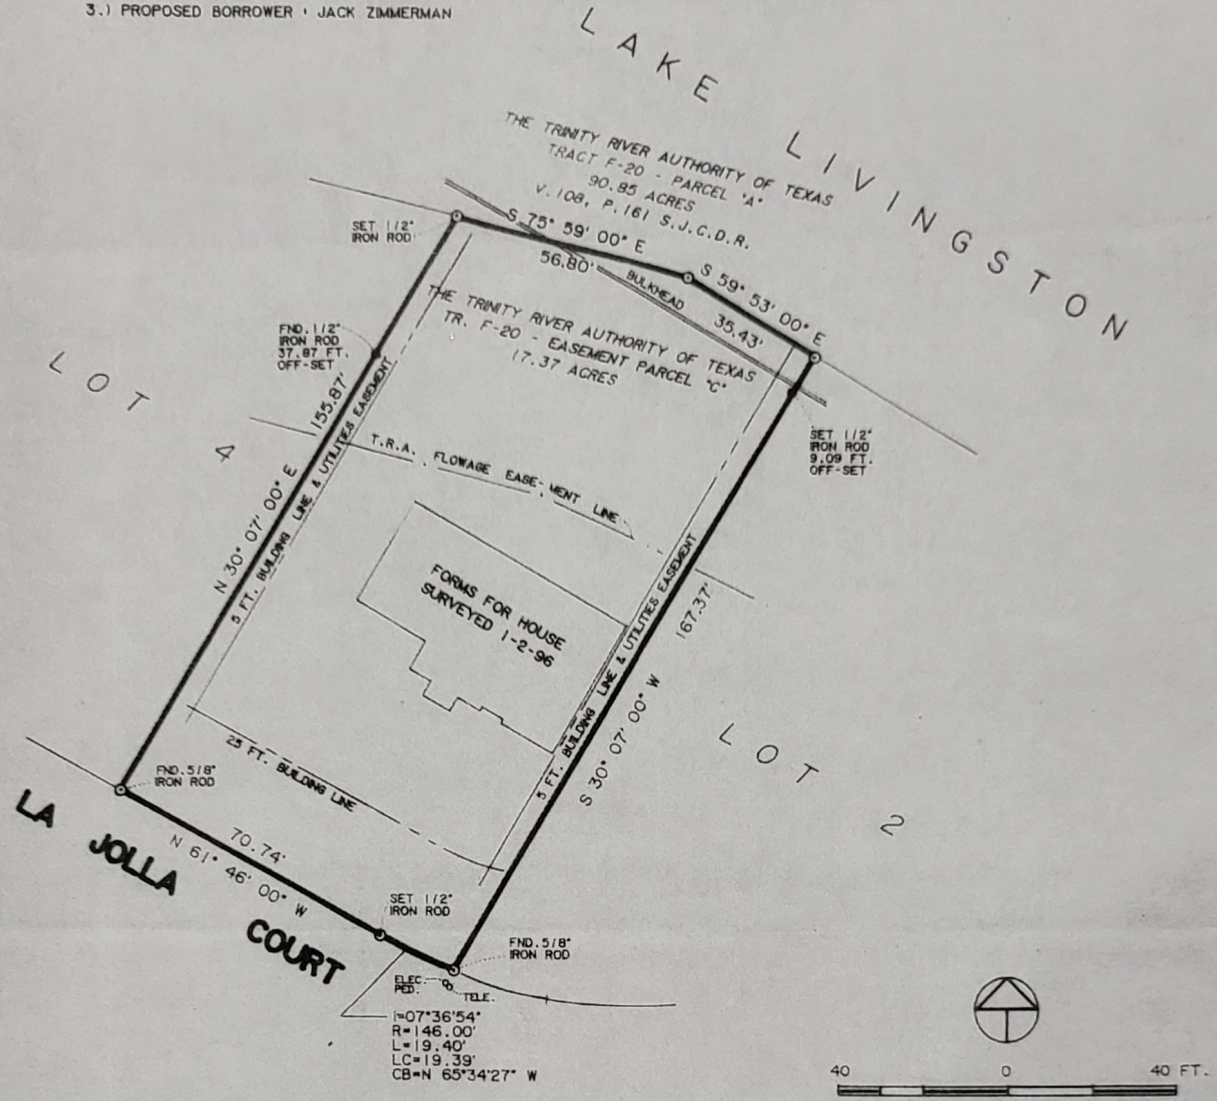 3.) PROPOSED BORROWER : JACK ZIMMERMAN
LAKE LIVINGSTON
THE TRINITY RIVER AUTHORITY OF TEXAS
TRACT F-20 - PARCEL "A"
90.85 ACRES
V. 108, P. 161 S.J.C.D.R.
SET 1/2"
IRON ROD
S 75° 59' 00" E
56.80'
S 59° 53' 00" E
35.43'
BULKHEAD
THE TRINITY RIVER AUTHORITY OF TEXAS
TR. F-20 - EASEMENT PARCEL "C"
17.37 ACRES
FND. 1/2"
IRON ROD
37.87 FT.
OFF-SET
LOT 4
155.87'
N 30° 07' 00" E
5 FT. BUILDING LINE & UTILITIES EASEMENT
SET 1/2"
IRON ROD
9.09 FT.
OFF-SET
T.R.A. FLOWAGE EASE-MENT LINE
FORMS FOR HOUSE
SURVEYED 1-2-96
5 FT. BUILDING LINE & UTILITIES EASEMENT
167.37'
S 30° 07' 00" W
LOT 2
25 FT. BUILDING LINE
FND. 5/8"
IRON ROD
70.74'
N 61° 46' 00" W
LA JOLLA COURT
SET 1/2"
IRON ROD
FND. 5/8"
IRON ROD
ELEC.
PED.
TELE.
I=07°36'54"
R=146.00'
L=19.40'
LC=19.39'
CB=N 65°34'27" W
40 0 40 FT.